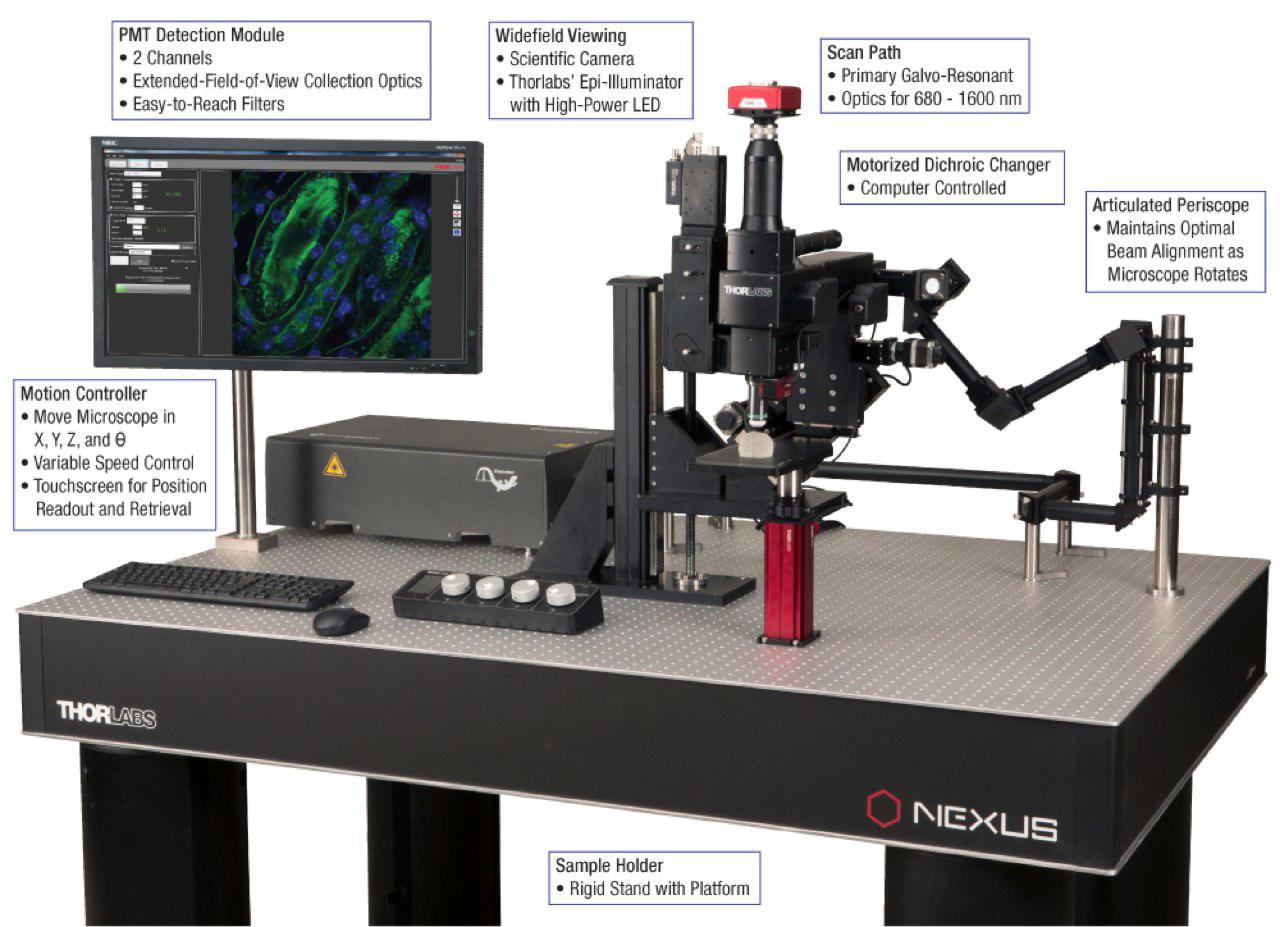 PMT Detection Module
• 2 Channels
• Extended-Field-of-View Collection Optics
• Easy-to-Reach Filters
Widefield Viewing
• Scientific Camera
• Thorlabs' Epi-Illuminator
with High-Power LED
Scan Path
• Primary Galvo-Resonant
• Optics for 680 - 1600 nm
Motorized Dichroic Changer
• Computer Controlled
Articulated Periscope
• Maintains Optimal
Beam Alignment as
Microscope Rotates
NEC
THORLABS
Motion Controller
• Move Microscope in
X, Y, Z, and θ
• Variable Speed Control
• Touchscreen for Position
Readout and Retrieval
THORLABS
NEXUS
Sample Holder
• Rigid Stand with Platform